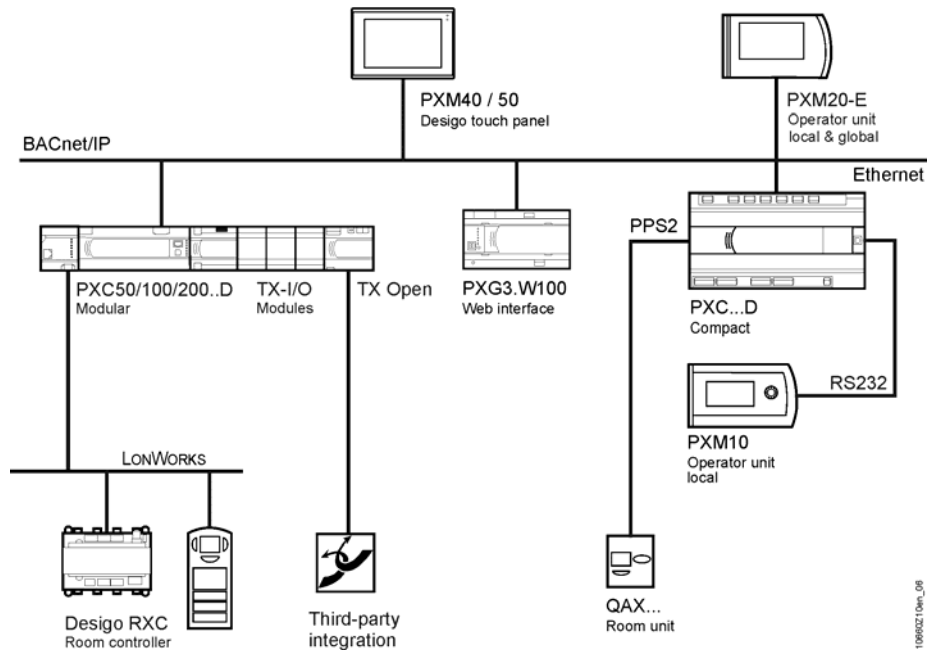 PXM40 / 50
Desigo touch panel
PXM20-E
Operator unit
local & global
BACnet/IP
Ethernet
PPS2
PXC50/100/200..D
Modular
TX-I/O
Modules
TX Open
PXG3.W100
Web interface
PXC...D
Compact
RS232
PXM10
Operator unit
local
LONWORKS
Desigo RXC
Room controller
Third-party
integration
QAX...
Room unit
10660Z10en_06